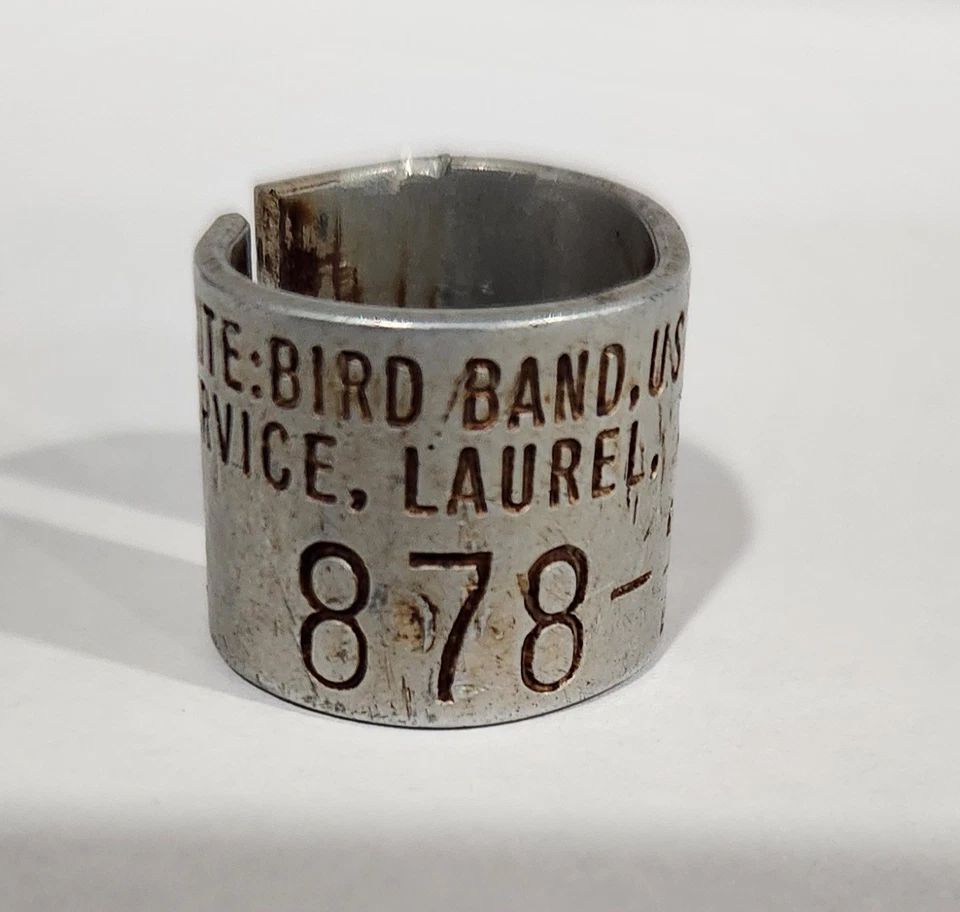 TE:BIRD BAND, US
RVICE, LAUREL,
878-